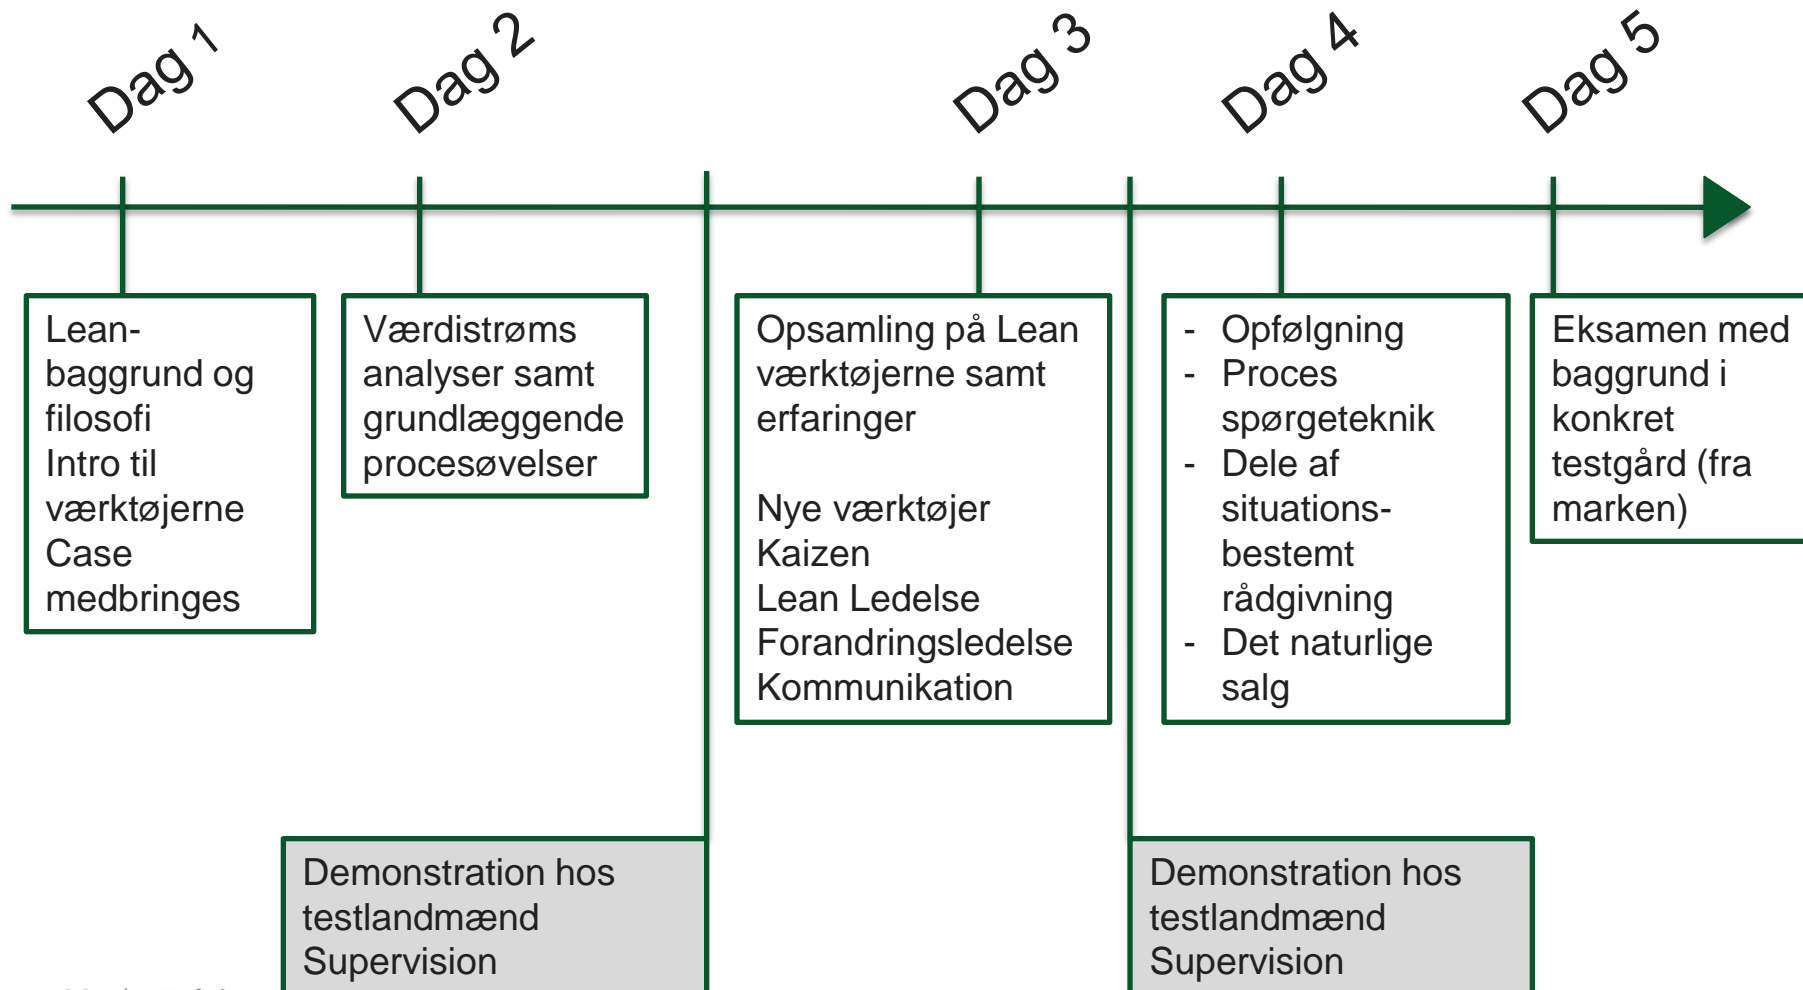 Dag 1
Dag 2
Dag 3
Dag 4
Dag 5
Lean-
baggrund og
filosofi
Intro til
værktøjerne
Case
medbringes
Værdistrøms
analyser samt
grundlæggende
procesøvelser
Opsamling på Lean
værktøjerne samt
erfaringer
Nye værktøjer
Kaizen
Lean Ledelse
Forandringsledelse
Kommunikation
- Opfølgning
- Proces
spørgeteknik
- Dele af
situations-
bestemt
rådgivning
- Det naturlige
salg
Eksamen med
baggrund i
konkret
testgård (fra
marken)
Demonstration hos
testlandmænd
Supervision
Demonstration hos
testlandmænd
Supervision